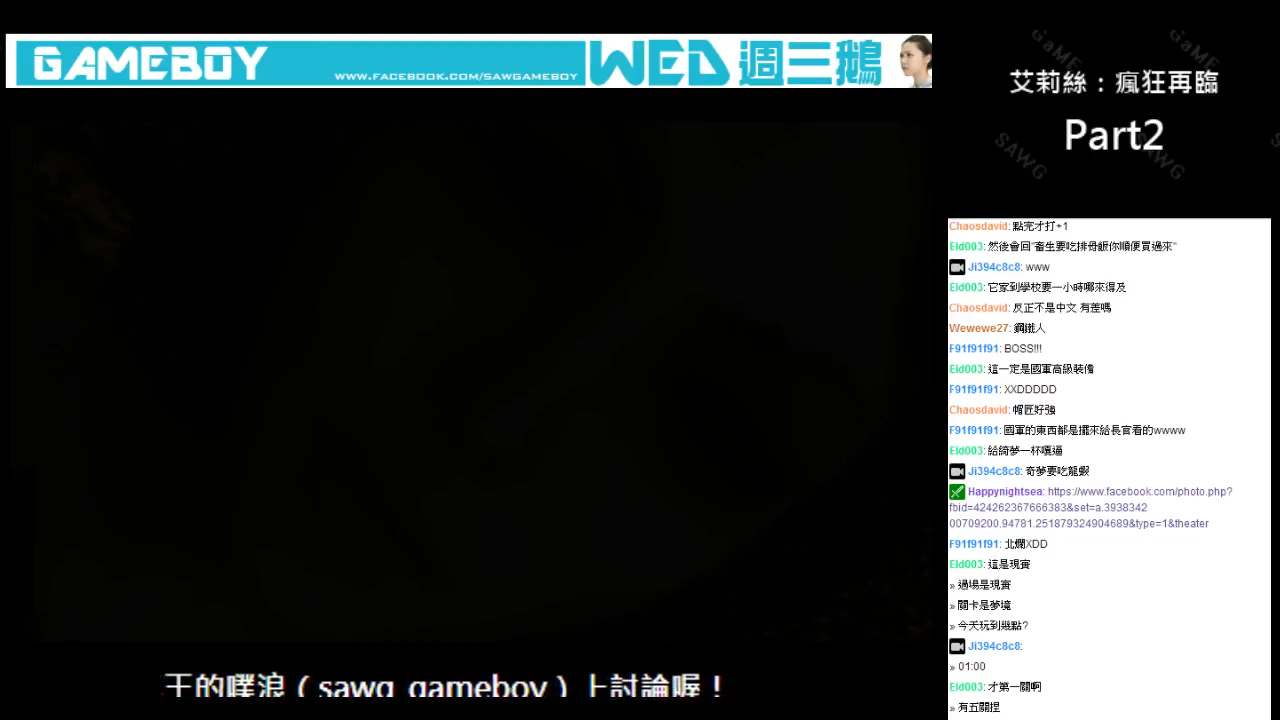 GAMEBOY
WWW.FACEBOOK.COM/SAWGAMEBOY
WED 週三鵝
GaME
GaME
艾莉絲：瘋狂再臨
Part2
SAWG
SAWG
Chaosdavid: 點完才打+1
Eld003: 然後會回"畜生要吃排骨飯你順便買過來"
Ji394c8c8: www
Eld003: 它家到學校要一小時哪來得及
Chaosdavid: 反正不是中文 有差嗎
Wewewe27: 鋼鐵人
F91f91f91: BOSS!!!
Eld003: 這一定是國軍高級裝備
F91f91f91: XXDDDDD
Chaosdavid: 帽匠好強
F91f91f91: 國軍的東西都是擺來給長官看的wwww
Eld003: 給綺夢一杯嘎逼
Ji394c8c8: 奇夢要吃龍蝦
Happynightsea: https://www.facebook.com/photo.php?
fbid=424262367666383&set=a.3938342
00709200.94781.251879324904689&type=1&theater
F91f91f91: 北爛XDD
Eld003: 這是現實
» 過場是現實
» 關卡是夢境
» 今天玩到幾點?
Ji394c8c8:
» 01:00
Eld003: 才第一關啊
» 有五關捏
王的噗浪（sawg_gameboy）上討論喔！